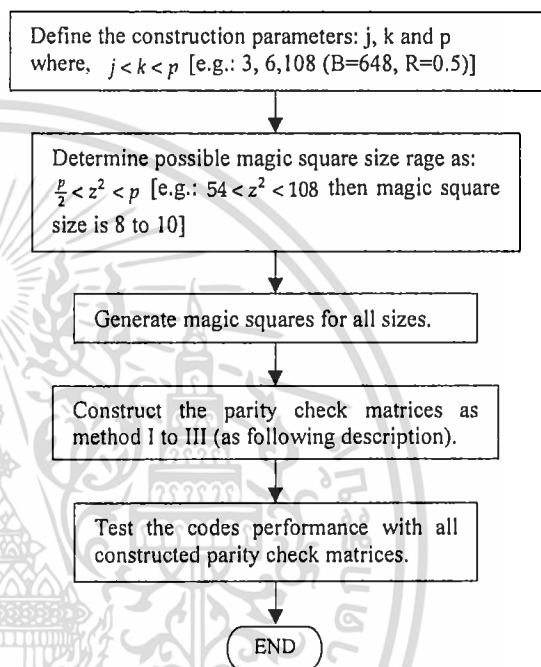 Define the construction parameters: j, k and p
where, j < k < p [e.g.: 3, 6,108 (B=648, R=0.5)]
Determine possible magic square size rage as:
p/2 < z² < p [e.g.: 54 < z² < 108 then magic square
size is 8 to 10]
Generate magic squares for all sizes.
Construct the parity check matrices as
method I to III (as following description).
Test the codes performance with all
constructed parity check matrices.
END